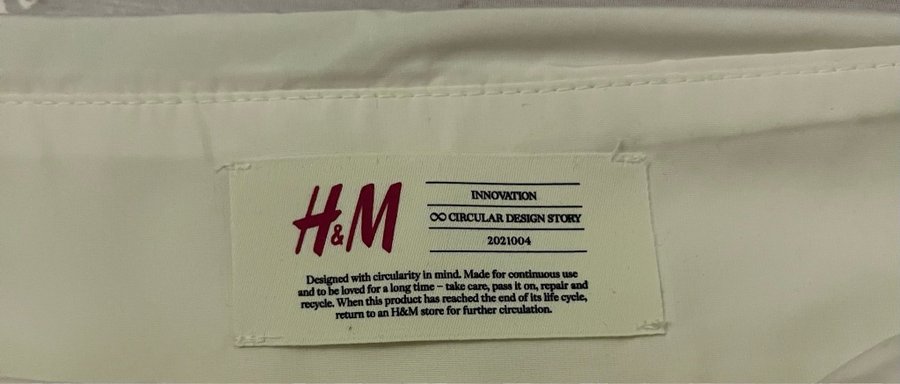 H&M
INNOVATION
∞ CIRCULAR DESIGN STORY
2021004
Designed with circularity in mind. Made for continuous use
and to be loved for a long time – take care, pass it on, repair and
recycle. When this product has reached the end of its life cycle,
return to an H&M store for further circulation.